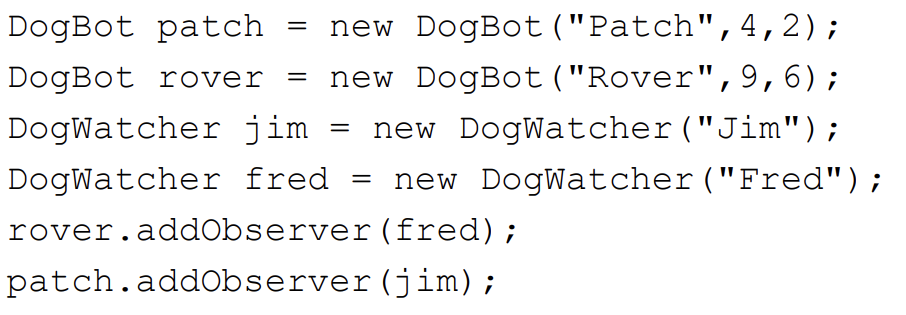 DogBot patch = new DogBot("Patch",4,2);
DogBot rover = new DogBot("Rover",9,6);
DogWatcher jim = new DogWatcher("Jim");
DogWatcher fred = new DogWatcher("Fred");
rover.addObserver(fred);
patch.addObserver(jim);